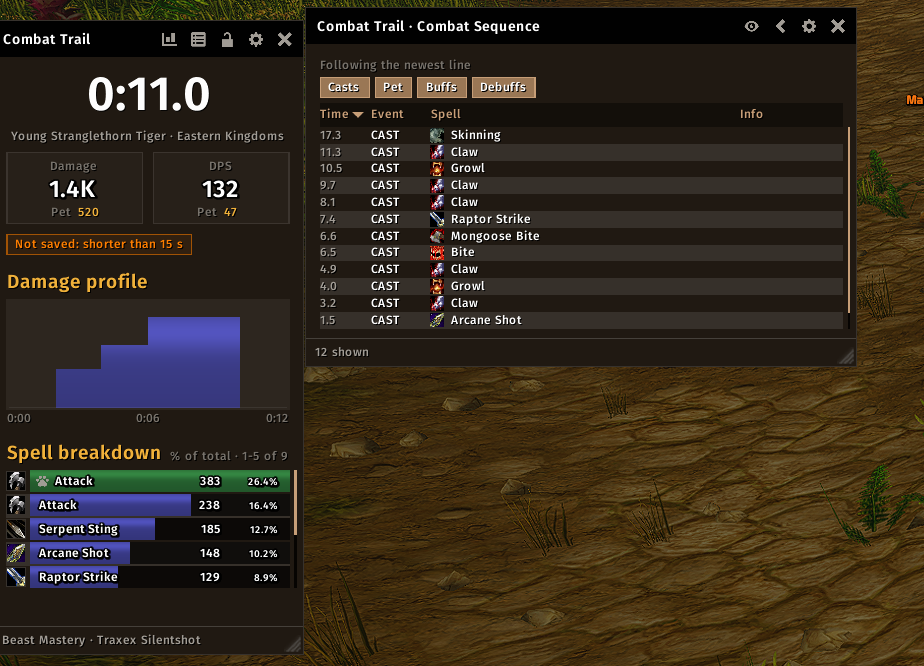 Combat Trail
0:11.0
Young Stranglethorn Tiger · Eastern Kingdoms
Damage
1.4K
Pet 520
DPS
132
Pet 47
Not saved: shorter than 15 s
Damage profile
0:00 0:06 0:12
Spell breakdown % of total · 1-5 of 9
Attack 383 26.4%
Attack 238 16.4%
Serpent Sting 185 12.7%
Arcane Shot 148 10.2%
Raptor Strike 129 8.9%
Beast Mastery · Traxex Silentshot
Combat Trail · Combat Sequence
Following the newest line
Casts Pet Buffs Debuffs
Time Event Spell Info
17.3 CAST Skinning
11.3 CAST Claw
10.5 CAST Growl
9.7 CAST Claw
8.1 CAST Claw
7.4 CAST Raptor Strike
6.6 CAST Mongoose Bite
6.5 CAST Bite
4.9 CAST Claw
4.0 CAST Growl
3.2 CAST Claw
1.5 CAST Arcane Shot
12 shown
Ma